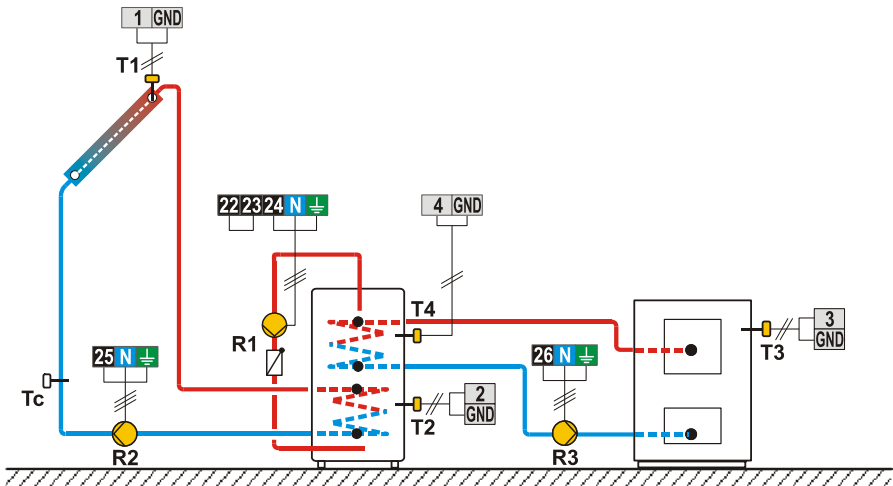 1 GND
T1
22 23 24 N
4 GND
T4
R1
3
GND
T3
25 N
26 N
Tc
2
GND
T2
R2
R3